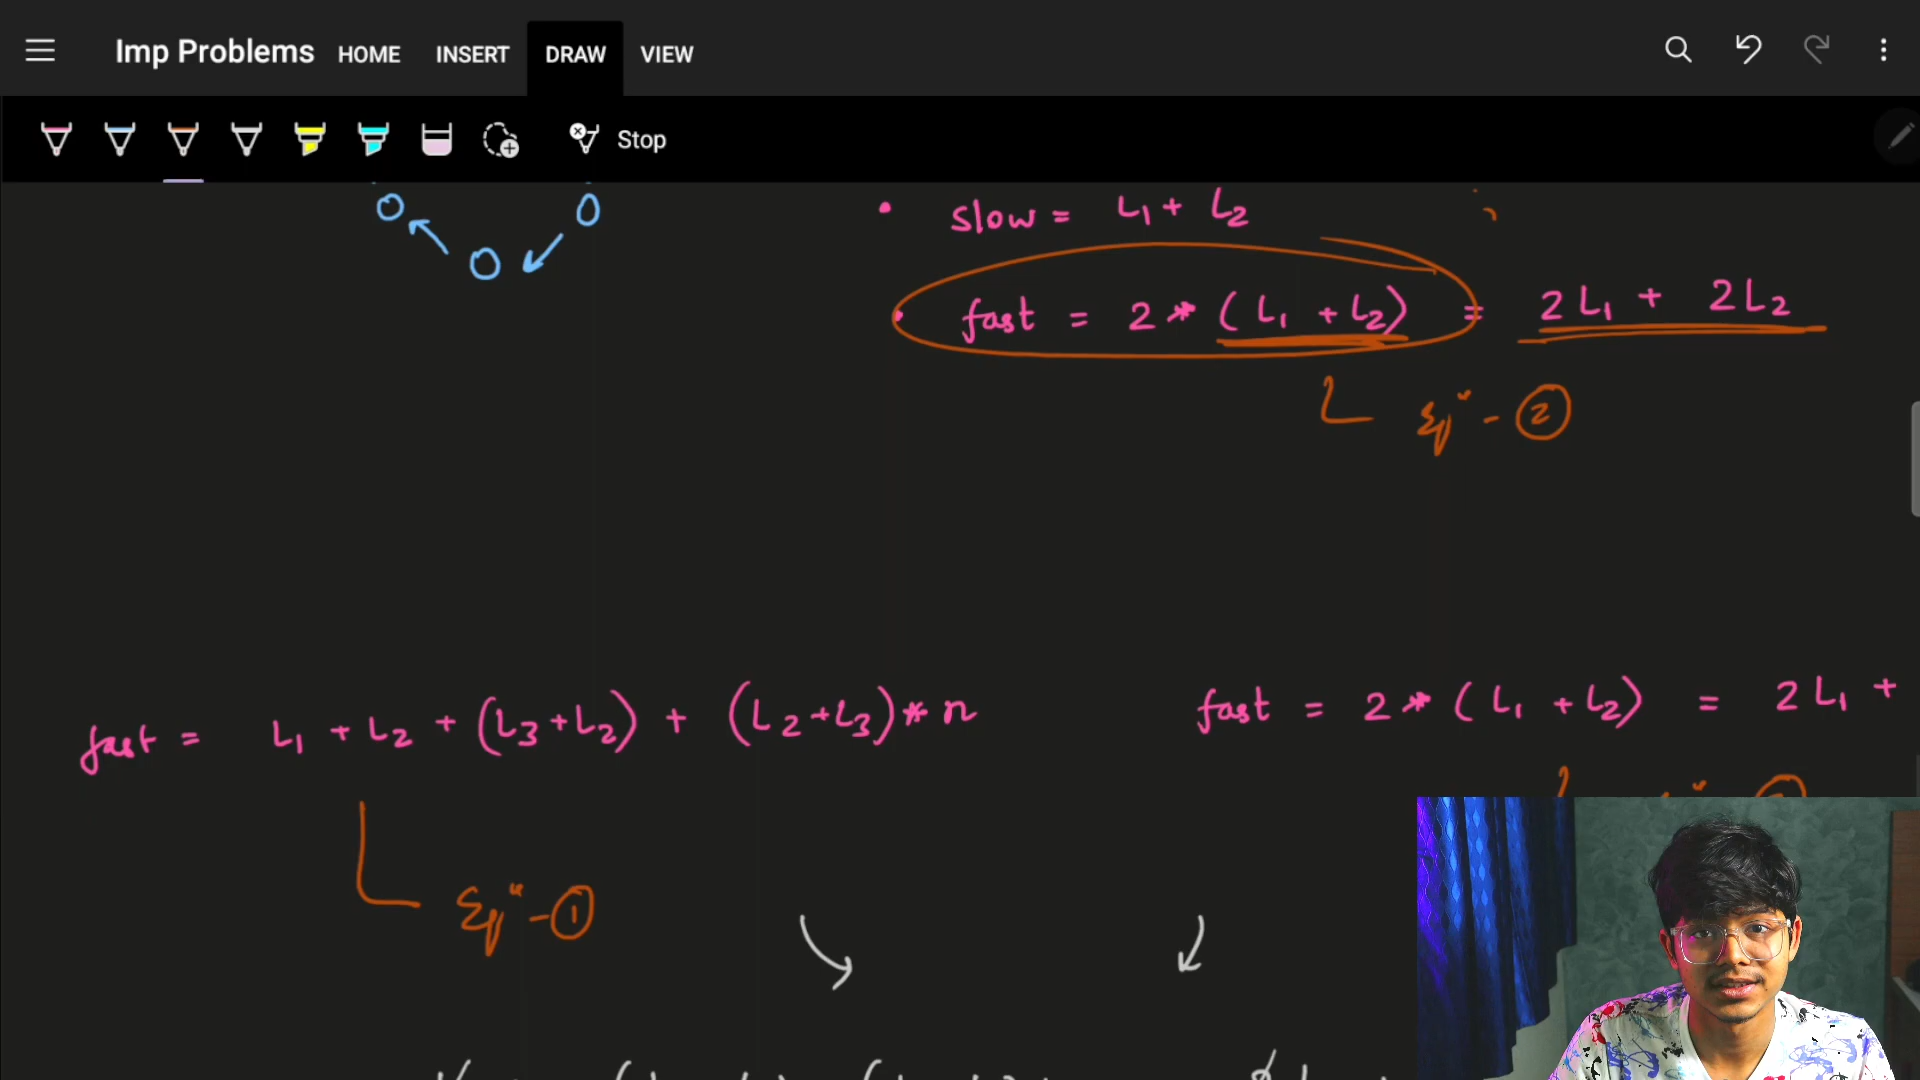 Imp Problems HOME INSERT DRAW VIEW
Stop
slow = L₁ + L₂
fast = 2 * (L₁ + L₂) = 2L₁ + 2L₂
Eqⁿ - ②
fast = L₁ + L₂ + (L₃+L₂) + (L₂+L₃)* n
fast = 2 * (L₁ + L₂) = 2L₁ +
Eqⁿ - ①